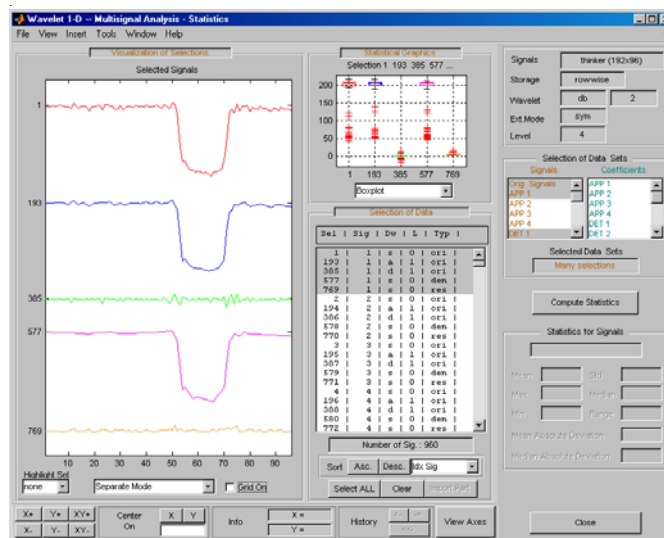 Wavelet 1-D -- Multisignal Analysis - Statistics
File View Insert Tools Window Help
Visualization of Selections
Selected Signals
1
193
385
577
769
10 20 30 40 50 60 70 80 90
Highlight Sel
none
Separate Mode
Grid On
Statistical Graphics
Selection 1 193 385 577 ...
200
150
100
50
0
1 193 385 577 769
Boxplot
Selection of Data
Sel | Sig | Dw | L | Typ |
1 | 1 | s | 0 | ori |
193 | 1 | a | 1 | ori |
385 | 1 | d | 1 | ori |
577 | 1 | s | 0 | den |
769 | 1 | s | 0 | res |
2 | 2 | s | 0 | ori |
194 | 2 | a | 1 | ori |
386 | 2 | d | 1 | ori |
578 | 2 | s | 0 | den |
770 | 2 | s | 0 | res |
3 | 3 | s | 0 | ori |
195 | 3 | a | 1 | ori |
387 | 3 | d | 1 | ori |
579 | 3 | s | 0 | den |
771 | 3 | s | 0 | res |
4 | 4 | s | 0 | ori |
196 | 4 | a | 1 | ori |
388 | 4 | d | 1 | ori |
580 | 4 | s | 0 | den |
772 | 4 | s | 0 | res |
Number of Sig. : 960
Sort Asc. Desc. Idx Sig
Select ALL Clear Import Part
Signals thinker (192x96)
Storage rowwise
Wavelet db 2
Ext.Mode sym
Level 4
Selection of Data Sets
Signals Coefficients
Orig. Signals APP 1
APP 1 APP 2
APP 2 APP 3
APP 3 APP 4
APP 4 DET 1
DET 1 DET 2
Selected Data Sets
Many selections
Compute Statistics
Statistics for Signals
Mean Std
Max Median
Min Range
Mean Absolute Deviation
Median Absolute Deviation
X+ Y+ XY+
X- Y- XY-
Center On X Y
Info X = Y =
History
View Axes
Close